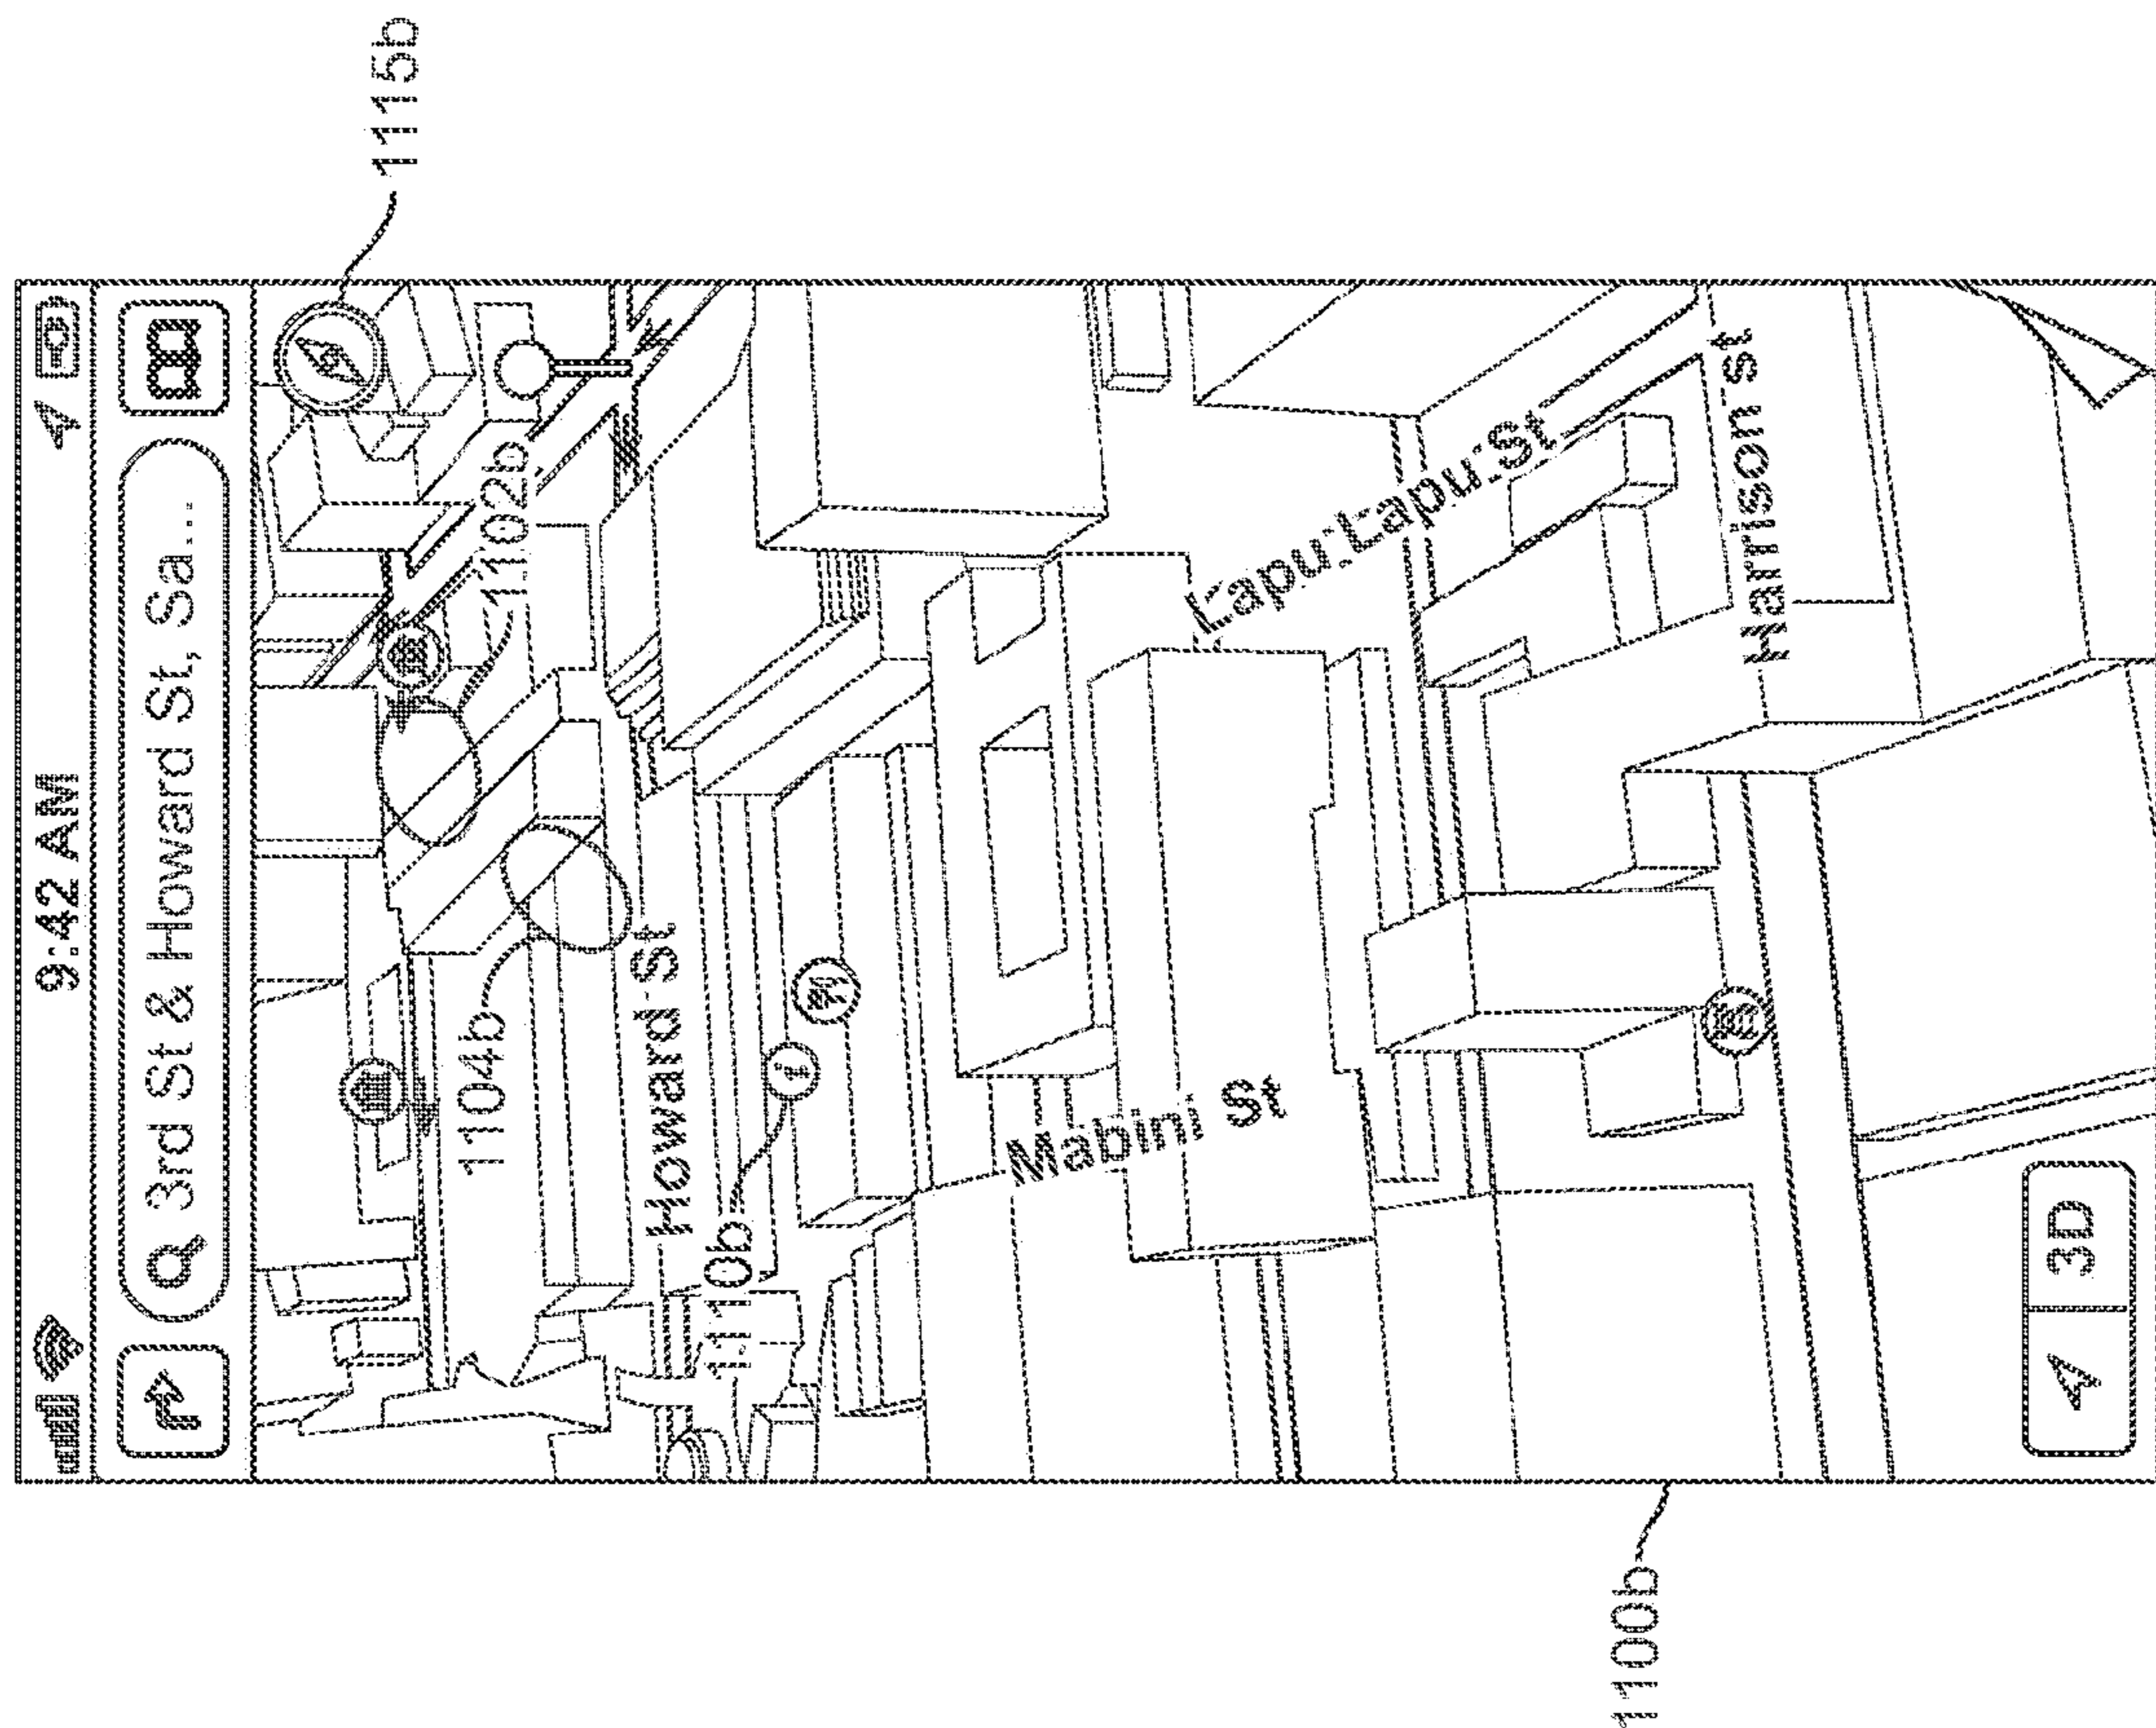 9:42 AM
3rd St & Howard St, Sa...
1115b
1102b
1104b
Howard St
1110b
Mabini St
Lapu Lapu St
Harrison st
1100b
3D